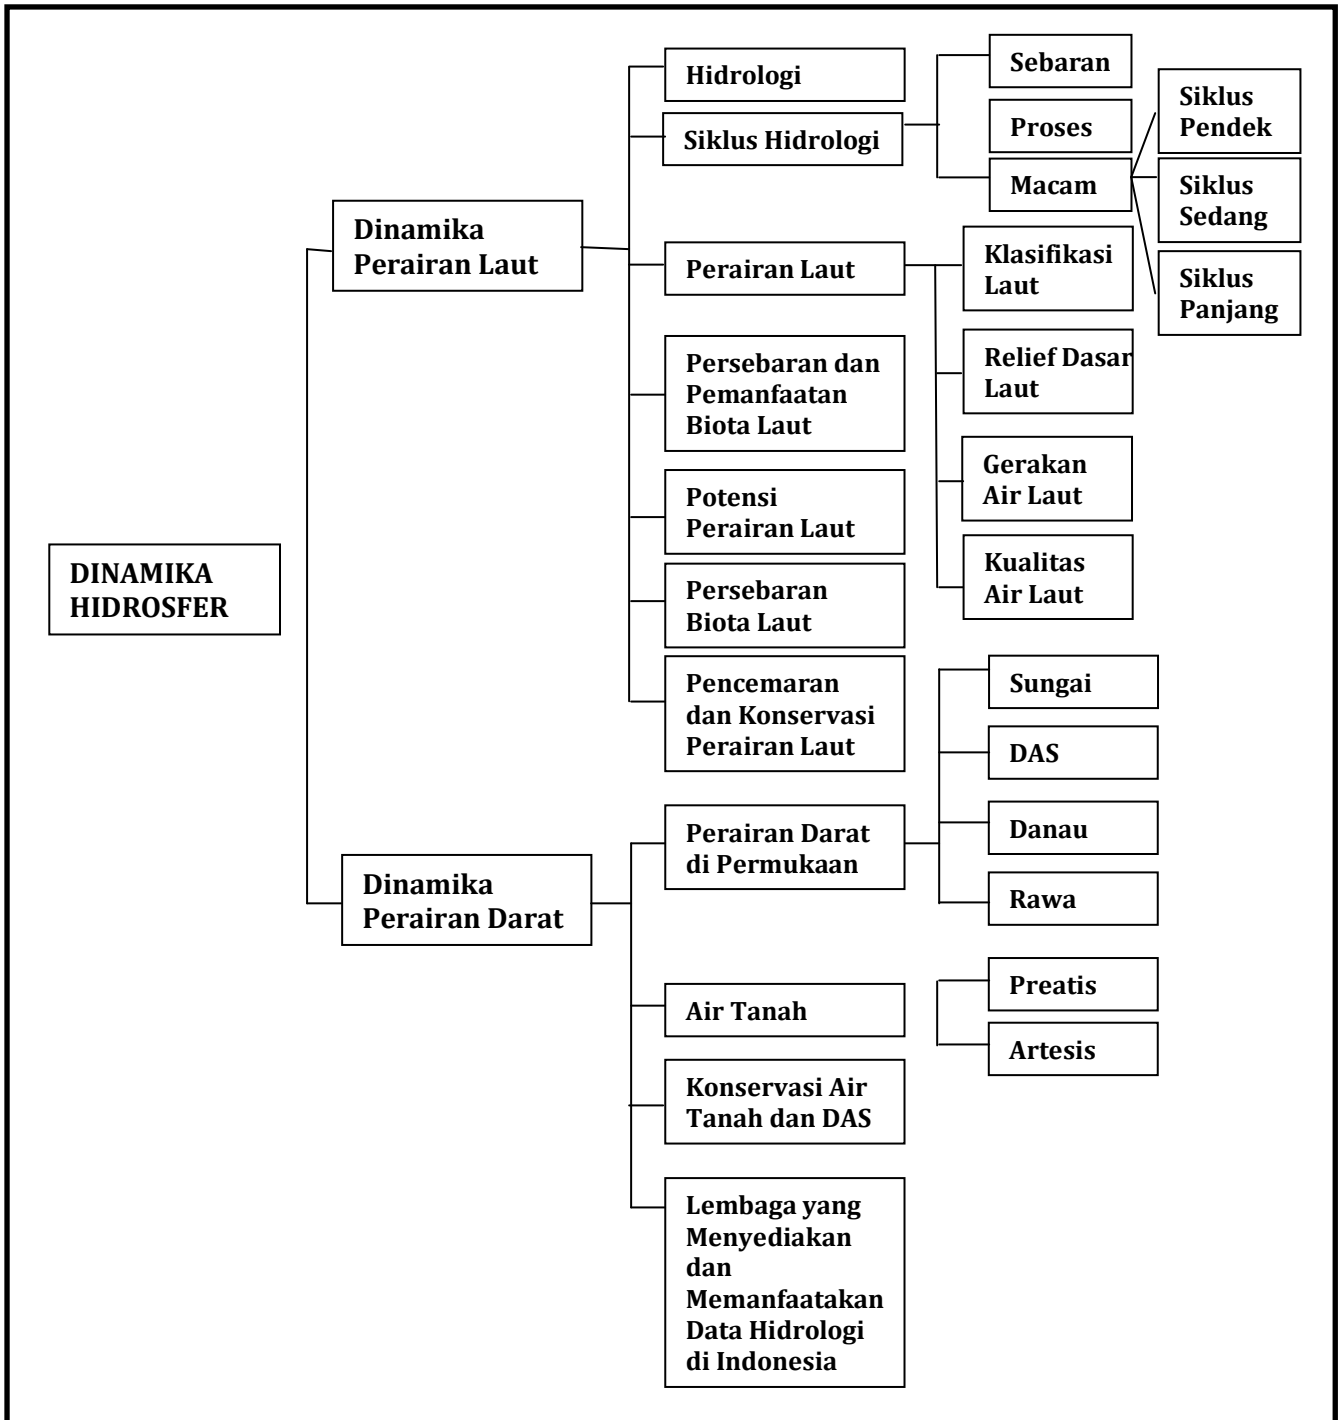 DINAMIKA
HIDROSFER
Dinamika
Perairan Laut
Hidrologi
Siklus Hidrologi
Sebaran
Proses
Macam
Siklus
Pendek
Siklus
Sedang
Siklus
Panjang
Perairan Laut
Klasifikasi
Laut
Relief Dasar
Laut
Gerakan
Air Laut
Kualitas
Air Laut
Persebaran dan
Pemanfaatan
Biota Laut
Potensi
Perairan Laut
Persebaran
Biota Laut
Pencemaran
dan Konservasi
Perairan Laut
Dinamika
Perairan Darat
Perairan Darat
di Permukaan
Sungai
DAS
Danau
Rawa
Air Tanah
Preatis
Artesis
Konservasi Air
Tanah dan DAS
Lembaga yang
Menyediakan
dan
Memanfaatakan
Data Hidrologi
di Indonesia